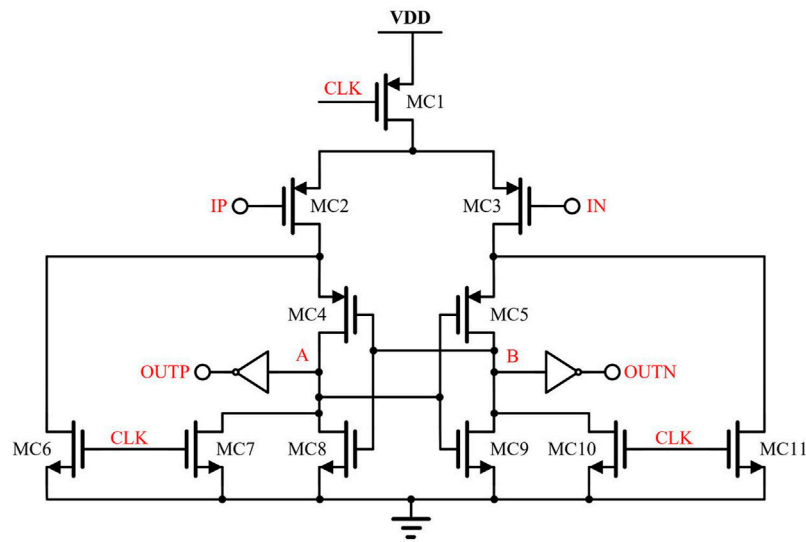 VDD
CLK
MC1
IP
MC2
MC3
IN
MC4
MC5
OUTP
A
B
OUTN
MC6
CLK
MC7
MC8
MC9
MC10
CLK
MC11